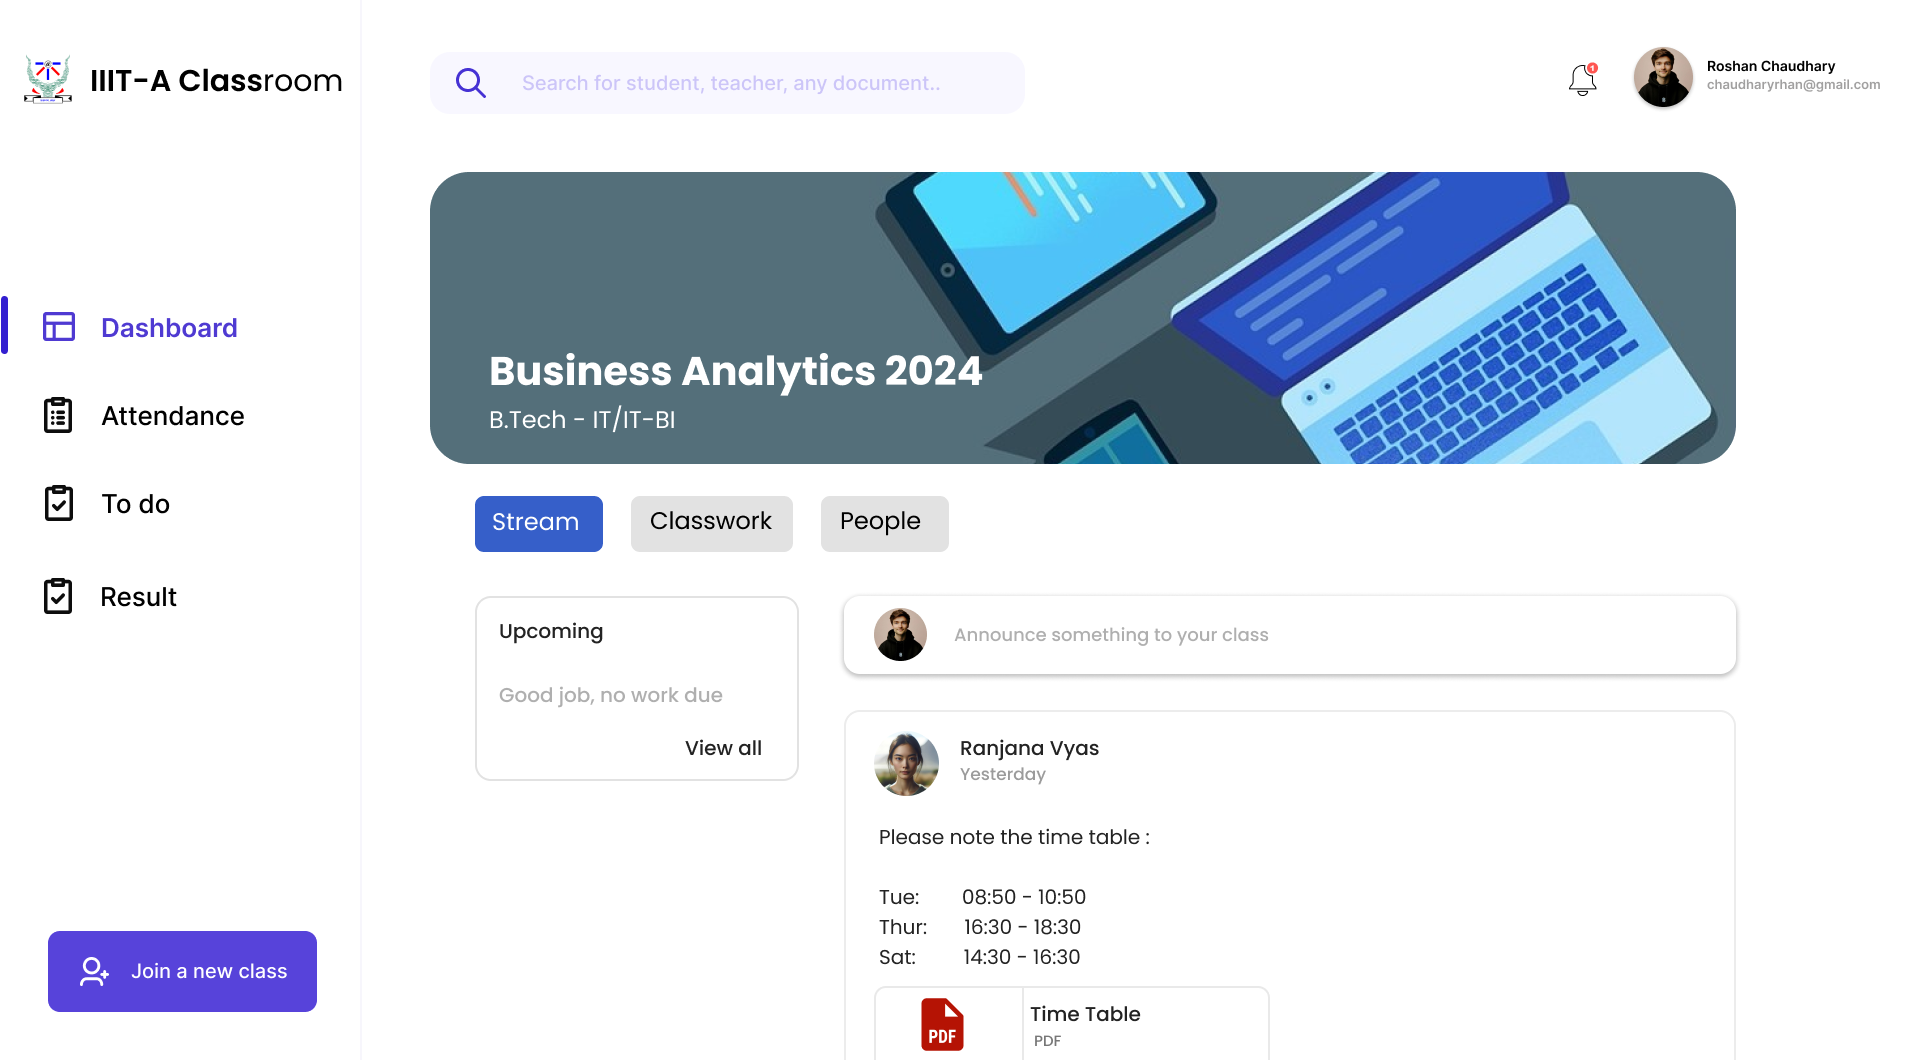 IIIT-A Classroom
Search for student, teacher, any document..
1
Roshan Chaudhary
chaudharyrhan@gmail.com
Dashboard
Attendance
To do
Result
Join a new class
Business Analytics 2024
B.Tech - IT/IT-BI
Stream
Classwork
People
Upcoming
Good job, no work due
View all
Announce something to your class
Ranjana Vyas
Yesterday
Please note the time table :
Tue: 08:50 - 10:50
Thur: 16:30 - 18:30
Sat: 14:30 - 16:30
PDF
Time Table
PDF